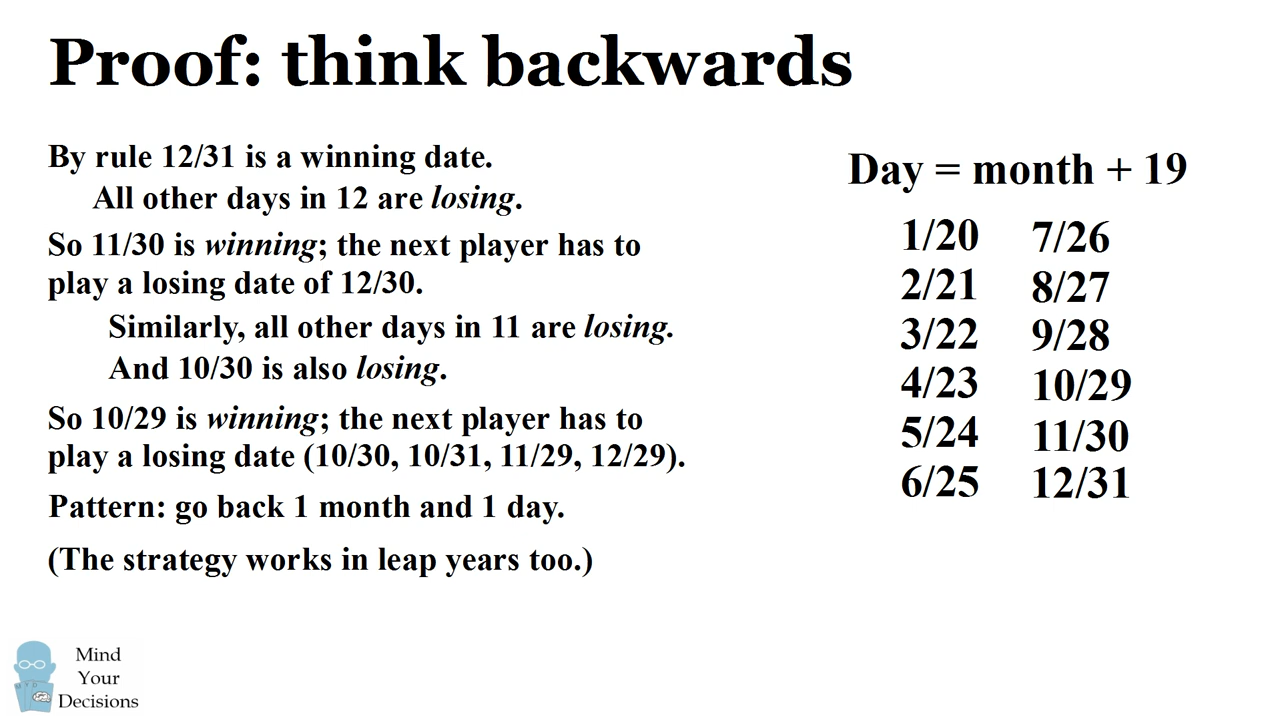 Proof: think backwards
By rule 12/31 is a winning date.
All other days in 12 are losing.
So 11/30 is winning; the next player has to
play a losing date of 12/30.
Similarly, all other days in 11 are losing.
And 10/30 is also losing.
So 10/29 is winning; the next player has to
play a losing date (10/30, 10/31, 11/29, 12/29).
Pattern: go back 1 month and 1 day.
(The strategy works in leap years too.)
Day = month + 19
1/20 7/26
2/21 8/27
3/22 9/28
4/23 10/29
5/24 11/30
6/25 12/31
Mind
Your
Decisions